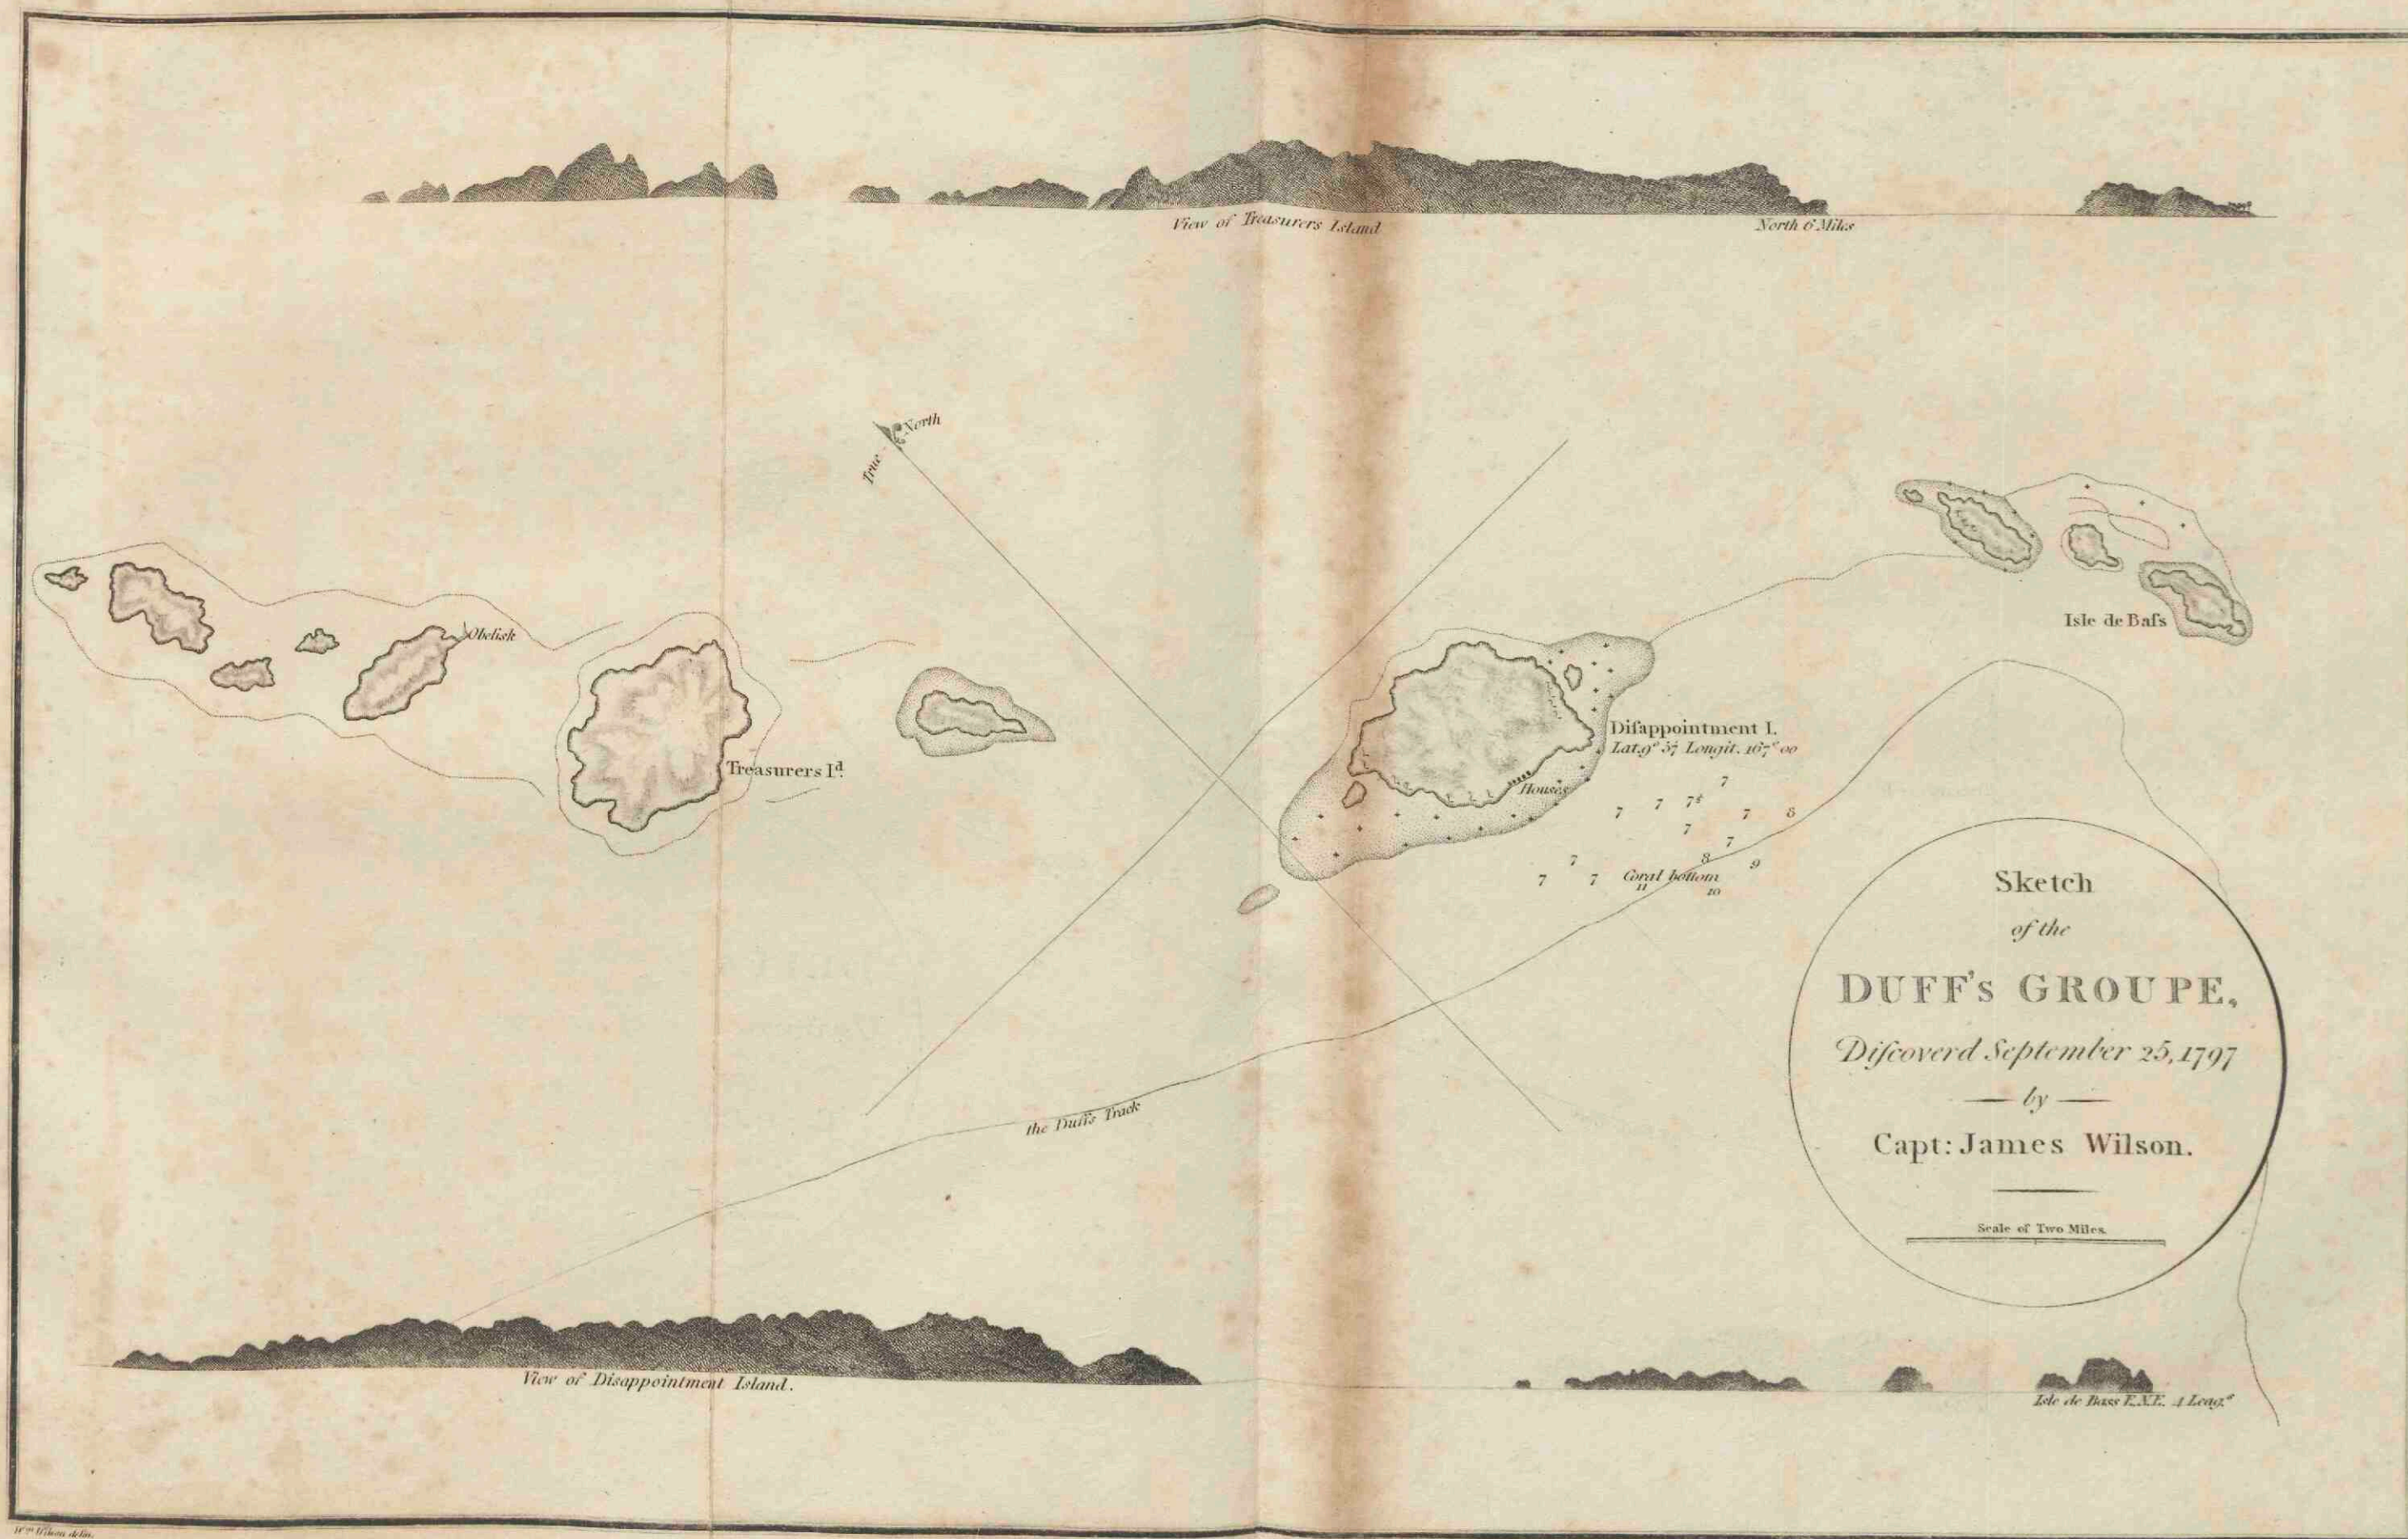 View of Treasurers Island
North 6 Miles
True North
Obelisk
Treasurers I.d
Isle de Baſs
Diſappointment I.
Lat. 9° 57 Longit. 167° 00
Houses
7
7 7 7½ 7 8
7
7
7 8 9
7 7 Coral bottom
11 10
the Duff's Track
Sketch
of the
DUFF's GROUPE,
Diſcoverd September 25, 1797
by
Capt: James Wilson.
Scale of Two Miles.
View of Disappointment Island.
Isle de Bass E.N.E. 4 Leag.s
W.m Wilson delin.